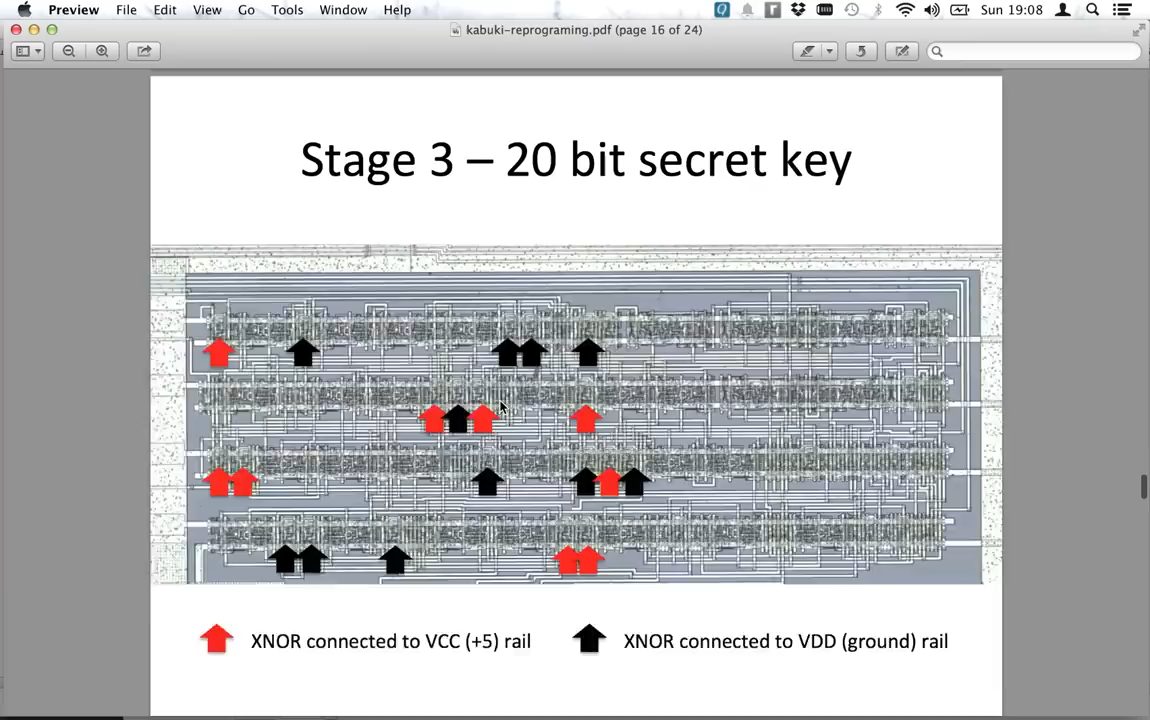 Preview File Edit View Go Tools Window Help Sun 19:08
kabuki-reprograming.pdf (page 16 of 24)
Stage 3 – 20 bit secret key
XNOR connected to VCC (+5) rail XNOR connected to VDD (ground) rail